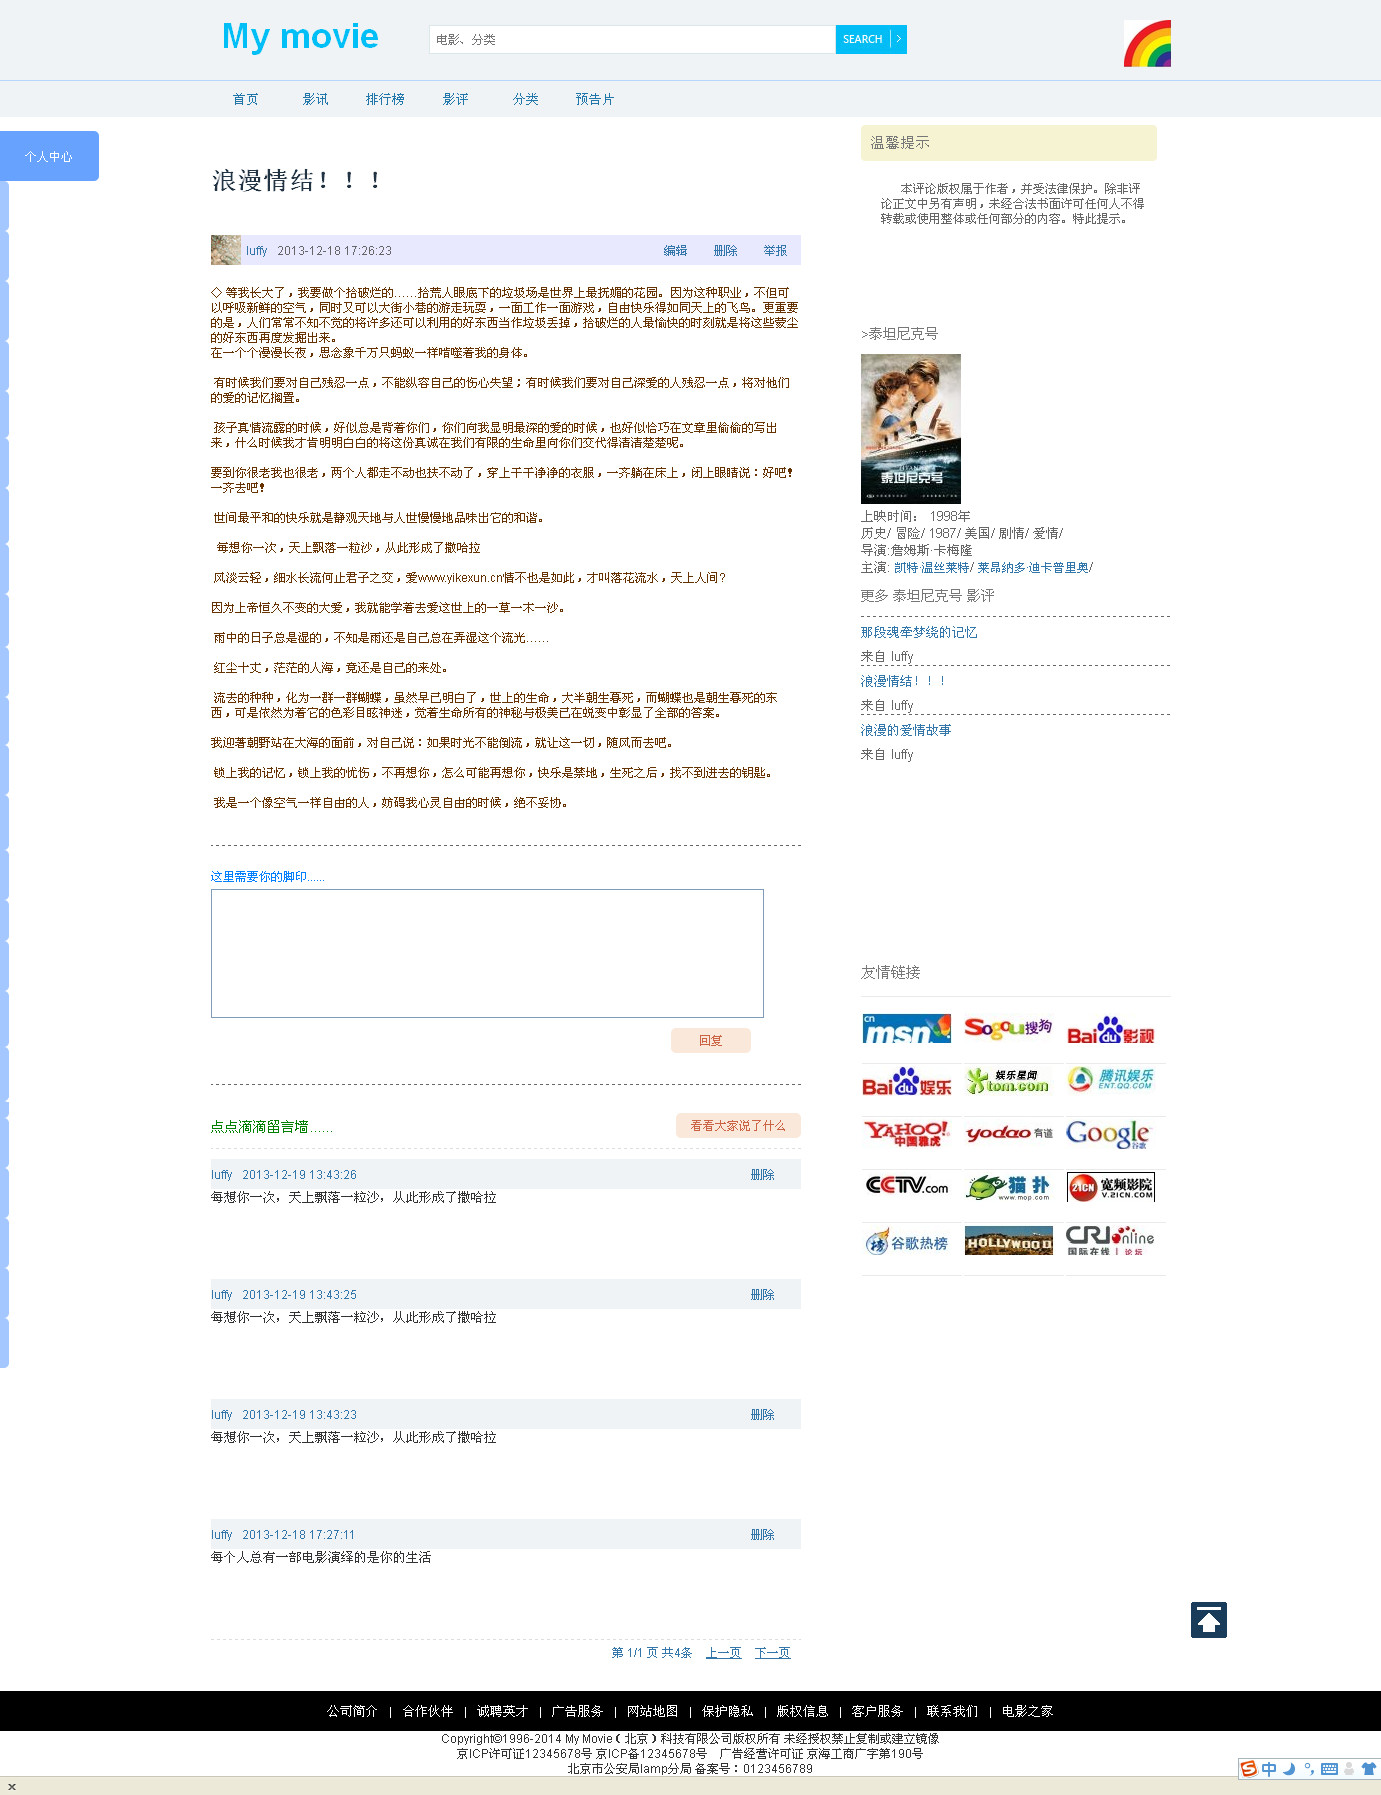 My movie
电影、分类
SEARCH
首页 影讯 排行榜 影评 分类 预告片
个人中心
浪漫情结！！！
luffy 2013-12-18 17:26:23 编辑 删除 举报
◇ 等我长大了，我要做个拾破烂的……拾荒人眼底下的垃圾场是世界上最抚媚的花园。因为这种职业，不但可
以呼吸新鲜的空气，同时又可以大街小巷的游走玩耍，一面工作一面游戏，自由快乐得如同天上的飞鸟。更重要
的是，人们常常不知不觉的将许多还可以利用的好东西当作垃圾丢掉，拾破烂的人最愉快的时刻就是将这些蒙尘
的好东西再度发掘出来。
在一个个漫漫长夜，思念象千万只蚂蚁一样啃噬着我的身体。
有时候我们要对自己残忍一点，不能纵容自己的伤心失望；有时候我们要对自己深爱的人残忍一点，将对他们
的爱的记忆搁置。
孩子真情流露的时候，好似总是背着你们，你们向我显明最深的爱的时候，也好似恰巧在文章里偷偷的写出
来，什么时候我才肯明明白白的将这份真诚在我们有限的生命里向你们交代得清清楚楚呢。
要到你很老我也很老，两个人都走不动也扶不动了，穿上干干净净的衣服，一齐躺在床上，闭上眼睛说：好吧！
一齐去吧！
世间最平和的快乐就是静观天地与人世慢慢地品味出它的和谐。
每想你一次，天上飘落一粒沙，从此形成了撒哈拉
风淡云轻，细水长流何止君子之交，爱www.yikexun.cn情不也是如此，才叫落花流水，天上人间?
因为上帝恒久不变的大爱，我就能学着去爱这世上的一草一木一沙。
雨中的日子总是湿的，不知是雨还是自己总在弄湿这个流光……
红尘十丈，茫茫的人海，竟还是自己的来处。
流去的种种，化为一群一群蝴蝶，虽然早已明白了，世上的生命，大半朝生暮死，而蝴蝶也是朝生暮死的东
西，可是依然为着它的色彩目眩神迷，觉着生命所有的神秘与极美已在蜕变中彰显了全部的答案。
我迎著朝野站在大海的面前，对自己说：如果时光不能倒流，就让这一切，随风而去吧。
锁上我的记忆，锁上我的忧伤，不再想你，怎么可能再想你，快乐是禁地，生死之后，找不到进去的钥匙。
我是一个像空气一样自由的人，妨碍我心灵自由的时候，绝不妥协。
这里需要你的脚印......
回复
点点滴滴留言墙...... 看看大家说了什么
luffy 2013-12-19 13:43:26 删除
每想你一次，天上飘落一粒沙，从此形成了撒哈拉
luffy 2013-12-19 13:43:25 删除
每想你一次，天上飘落一粒沙，从此形成了撒哈拉
luffy 2013-12-19 13:43:23 删除
每想你一次，天上飘落一粒沙，从此形成了撒哈拉
luffy 2013-12-18 17:27:11 删除
每个人总有一部电影演绎的是你的生活
第 1/1 页 共4条 上一页 下一页
温馨提示
本评论版权属于作者，并受法律保护。除非评
论正文中另有声明，未经合法书面许可任何人不得
转载或使用整体或任何部分的内容。特此提示。
>泰坦尼克号
泰坦尼克号
上映时间： 1998年
历史/ 冒险/ 1987/ 美国/ 剧情/ 爱情/
导演:詹姆斯·卡梅隆
主演: 凯特·温丝莱特/ 莱昂纳多·迪卡普里奥/
更多 泰坦尼克号 影评
那段魂牵梦绕的记忆
来自 luffy
浪漫情结！！！
来自 luffy
浪漫的爱情故事
来自 luffy
友情链接
cn msn Sogou搜狗 Bai du 影视
Bai du 娱乐 娱乐星闻 tom.com 腾讯娱乐 ENT.QQ.COM
YAHOO! 中国雅虎 yodao 有道 Google 谷歌
CCTV.com 猫扑 www.mop.com 21CN 宽频影院 V.21CN.COM
榜 谷歌热榜 HOLLYWOOD CRI online 国际在线 | 论坛
公司简介 | 合作伙伴 | 诚聘英才 | 广告服务 | 网站地图 | 保护隐私 | 版权信息 | 客户服务 | 联系我们 | 电影之家
Copyright©1996-2014 My Movie ( 北京 ) 科技有限公司版权所有 未经授权禁止复制或建立镜像
京ICP许可证12345678号 京ICP备12345678号 广告经营许可证 京海工商广字第190号
北京市公安局lamp分局 备案号：0123456789
中